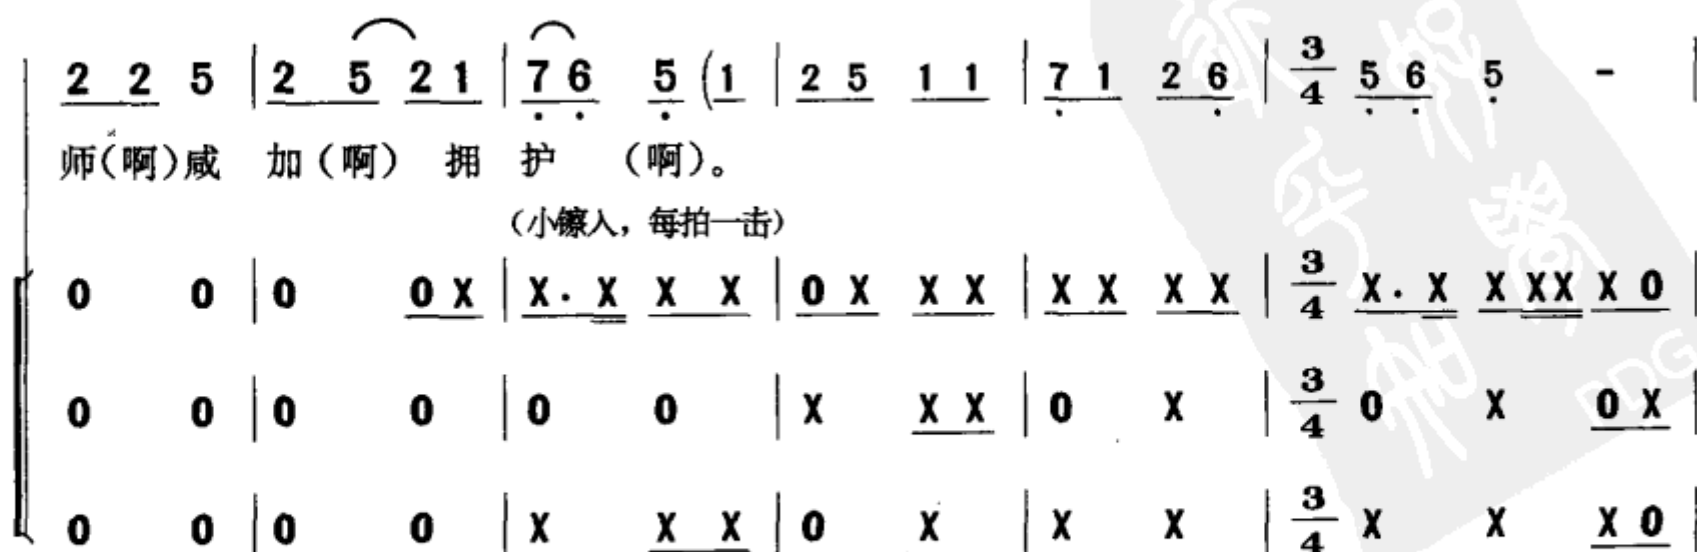 2 2 5 | 2 5 2 1 | 7 6 5 (1 | 2 5 1 1 | 7 1 2 6 | 3/4 5 6 5 - |
师(啊)咸 加(啊) 拥 护 (啊)。
(小镲入，每拍一击)
0 0 | 0 0 X | X. X X X | 0 X X X | X X X X | 3/4 X. X X XX X 0 |
0 0 | 0 0 | 0 0 | X X X | 0 X | 3/4 0 X 0 X |
0 0 | 0 0 | X X X | 0 X | X X | 3/4 X X X 0 |
PDG